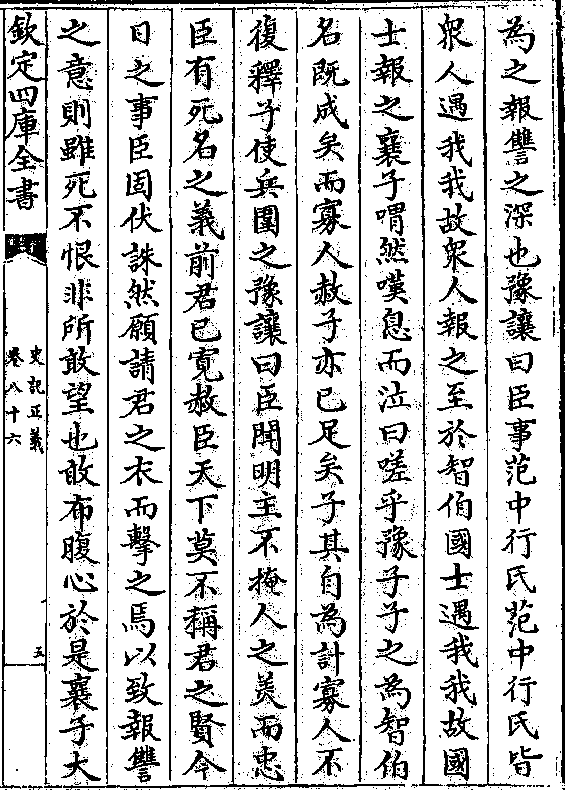 為之報讐之深也豫讓曰臣事范中行氏范中行氏皆
衆人遇我我故衆人報之至於智伯國士遇我我故國
士報之襄子喟然嘆息而泣曰嗟乎豫子子之為智伯
名既成矣而寡人赦子亦已足矣子其自為計寡人不
復釋子使兵圍之豫讓曰臣聞明主不掩人之美而忠
臣有死名之義前君已寛赦臣天下莫不稱君之賢今
日之事臣固伏誅然願請君之衣而擊之焉以致報讐
之意則雖死不恨非所敢望也敢布腹心於是襄子大
欽定四庫全書
史記正義
卷八十六
五